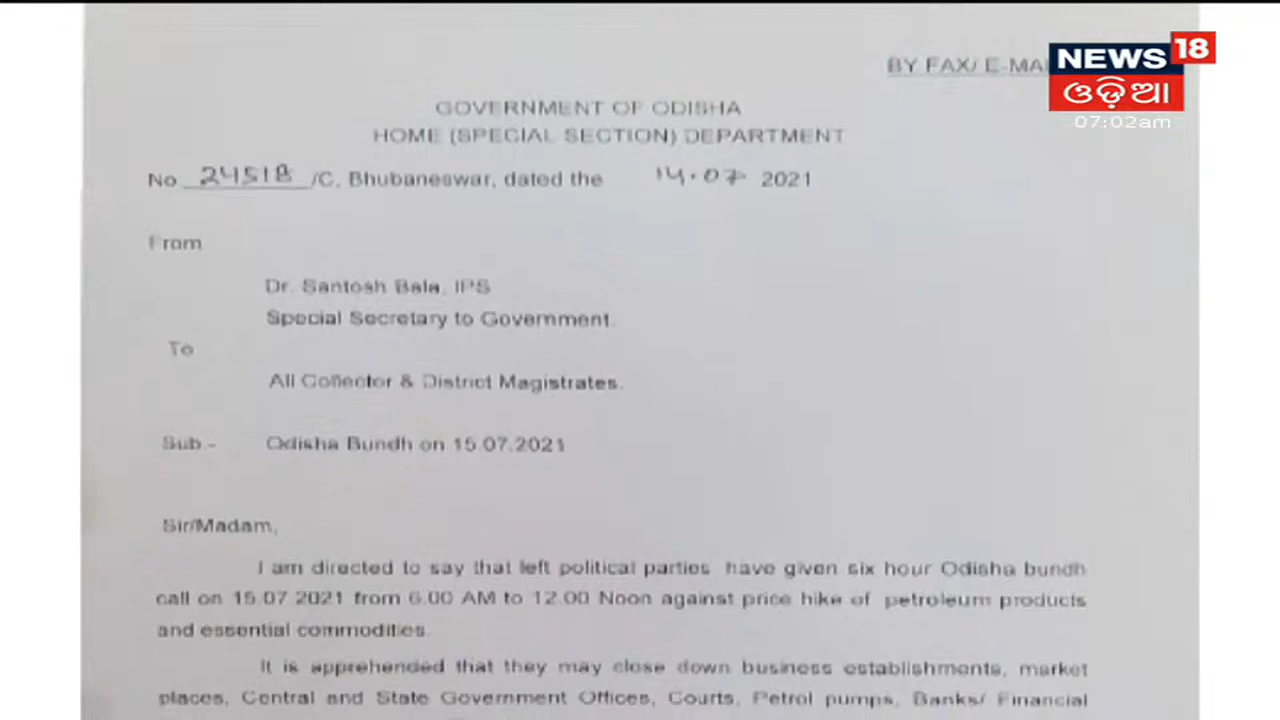 BY FAX/ E-MA
NEWS 18
ଓଡ଼ିଆ
07:02am
GOVERNMENT OF ODISHA
HOME (SPECIAL SECTION) DEPARTMENT
No 24518 /C, Bhubaneswar, dated the 14.07 2021
From
Dr. Santosh Bala, IPS
Special Secretary to Government.
To
All Collector & District Magistrates.
Sub.- Odisha Bundh on 15.07.2021
Sir/Madam,
I am directed to say that left political parties have given six hour Odisha bundh
call on 15.07.2021 from 6.00 AM to 12.00 Noon against price hike of petroleum products
and essential commodities.
It is apprehended that they may close down business establishments, market
places, Central and State Government Offices, Courts, Petrol pumps, Banks/ Financial